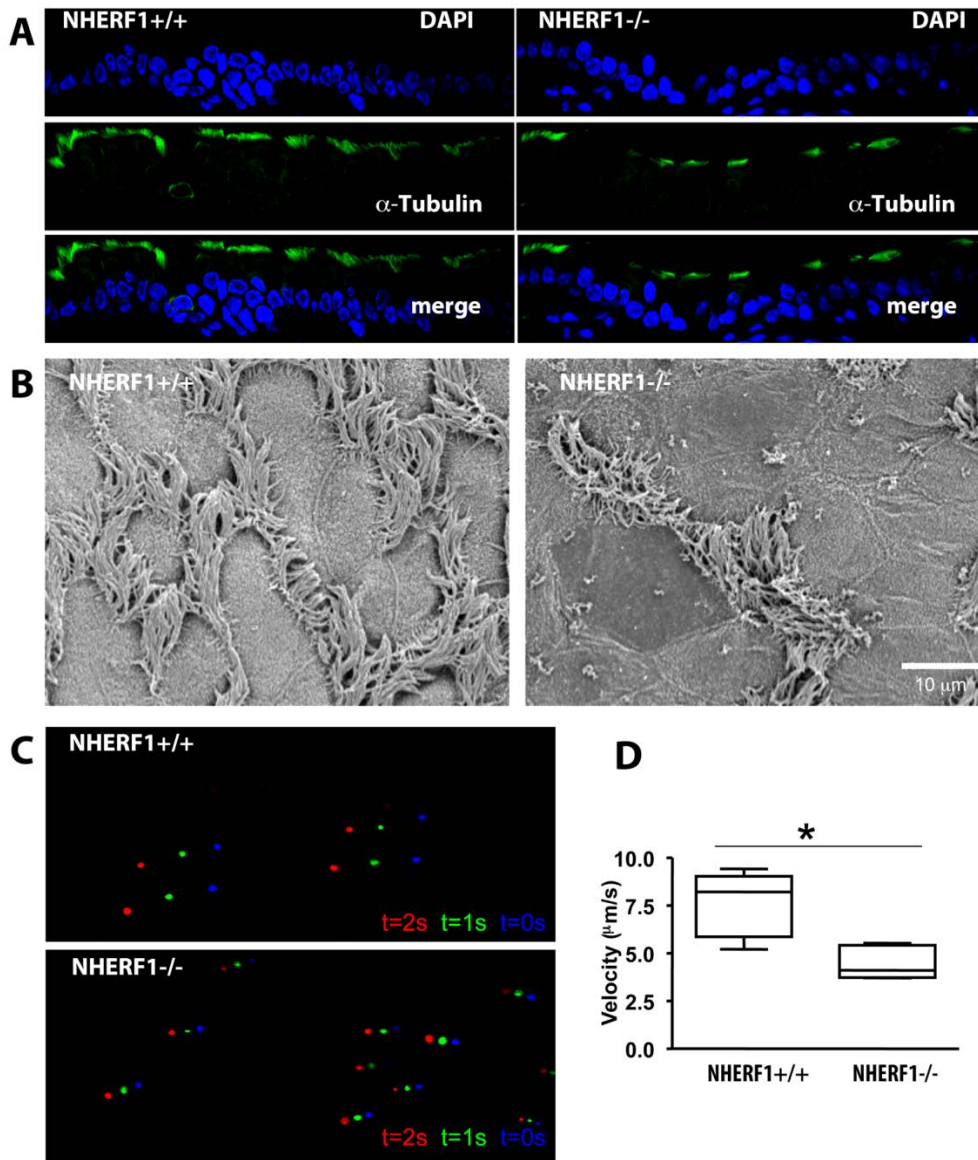 A
NHERF1+/+ DAPI
NHERF1-/- DAPI
α-Tubulin
α-Tubulin
merge
merge
B
NHERF1+/+
NHERF1-/-
10 μm
C
NHERF1+/+
t=2s t=1s t=0s
NHERF1-/-
t=2s t=1s t=0s
D
*
Velocity (μm/s)
10.0
7.5
5.0
2.5
0.0
NHERF1+/+ NHERF1-/-